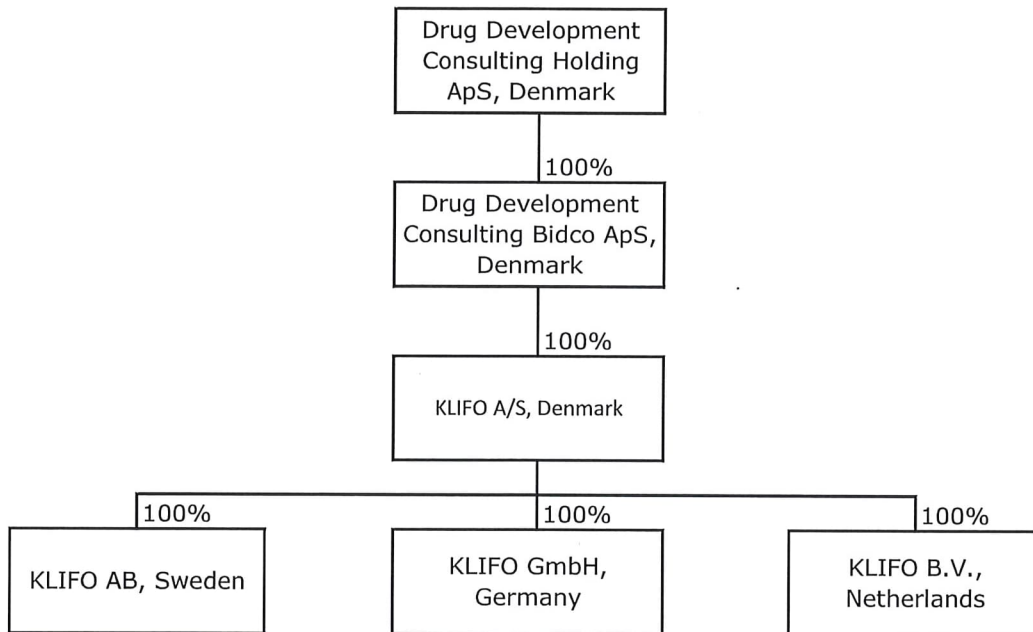 Drug Development
Consulting Holding
ApS, Denmark
100%
Drug Development
Consulting Bidco ApS,
Denmark
100%
KLIFO A/S, Denmark
100%
100%
100%
KLIFO AB, Sweden
KLIFO GmbH,
Germany
KLIFO B.V.,
Netherlands